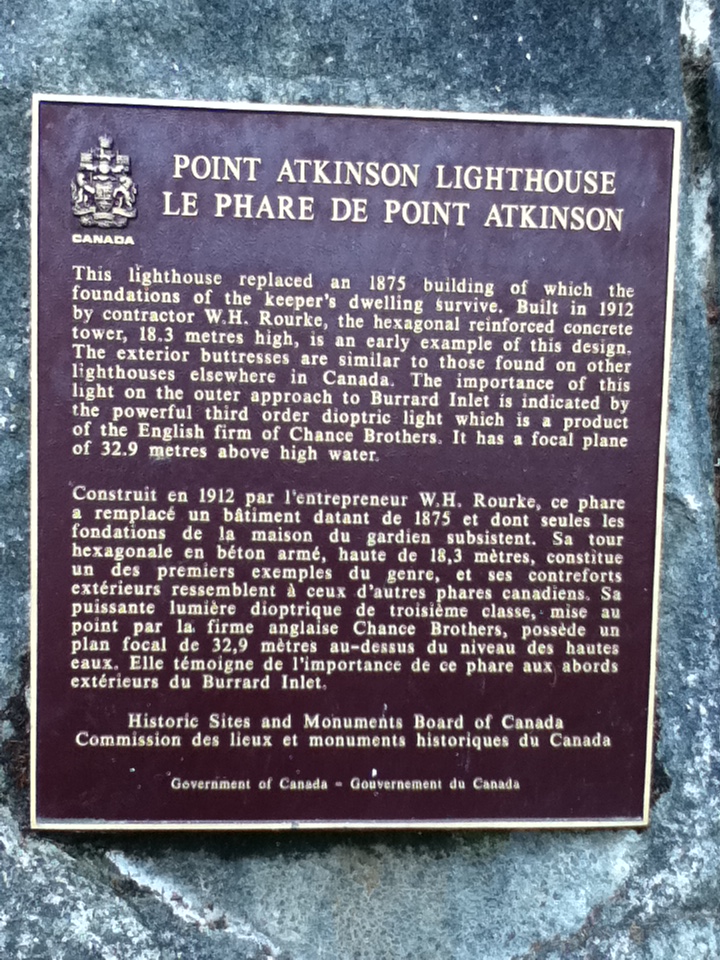 POINT ATKINSON LIGHTHOUSE
LE PHARE DE POINT ATKINSON
CANADA
This lighthouse replaced an 1875 building of which the
foundations of the keeper's dwelling survive. Built in 1912
by contractor W.H. Rourke, the hexagonal reinforced concrete
tower, 18.3 metres high, is an early example of this design.
The exterior buttresses are similar to those found on other
lighthouses elsewhere in Canada. The importance of this
light on the outer approach to Burrard Inlet is indicated by
the powerful third order dioptric light which is a product
of the English firm of Chance Brothers. It has a focal plane
of 32.9 metres above high water.
Construit en 1912 par l'entrepreneur W.H. Rourke, ce phare
a remplacé un bâtiment datant de 1875 et dont seules les
fondations de la maison du gardien subsistent. Sa tour
hexagonale en béton armé, haute de 18,3 mètres, constitue
un des premiers exemples du genre, et ses contreforts
extérieurs ressemblent à ceux d'autres phares canadiens. Sa
puissante lumière dioptrique de troisième classe, mise au
point par la firme anglaise Chance Brothers, possède un
plan focal de 32,9 mètres au-dessus du niveau des hautes
eaux. Elle témoigne de l'importance de ce phare aux abords
extérieurs du Burrard Inlet.
Historic Sites and Monuments Board of Canada
Commission des lieux et monuments historiques du Canada
Government of Canada - Gouvernement du Canada